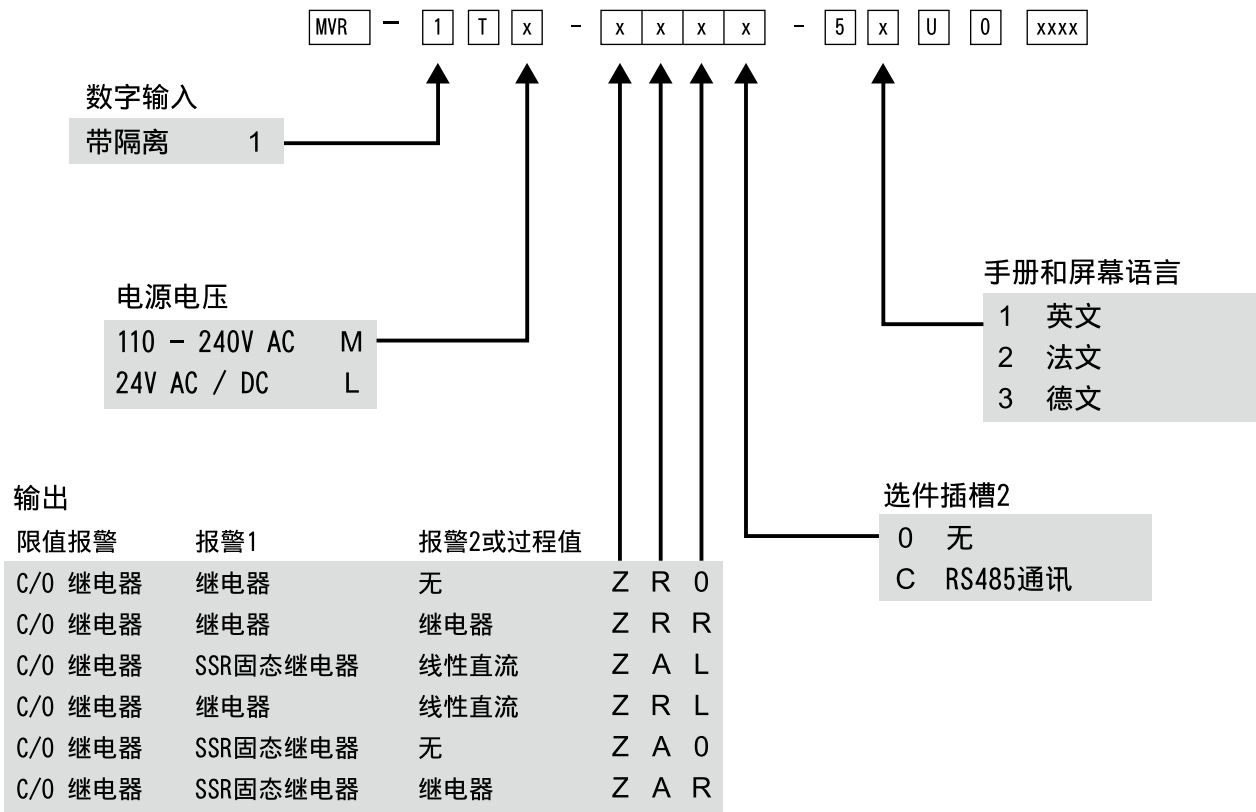 MVR - 1 T x - x x x x - 5 x U 0 xxxx
数字输入
带隔离 1
电源电压
110 - 240V AC M
24V AC / DC L
手册和屏幕语言
1 英文
2 法文
3 德文
选件插槽2
0 无
C RS485通讯
输出
限值报警 报警1 报警2或过程值
C/O 继电器 继电器 无 Z R 0
C/O 继电器 继电器 继电器 Z R R
C/O 继电器 SSR固态继电器 线性直流 Z A L
C/O 继电器 继电器 线性直流 Z R L
C/O 继电器 SSR固态继电器 无 Z A 0
C/O 继电器 SSR固态继电器 继电器 Z A R